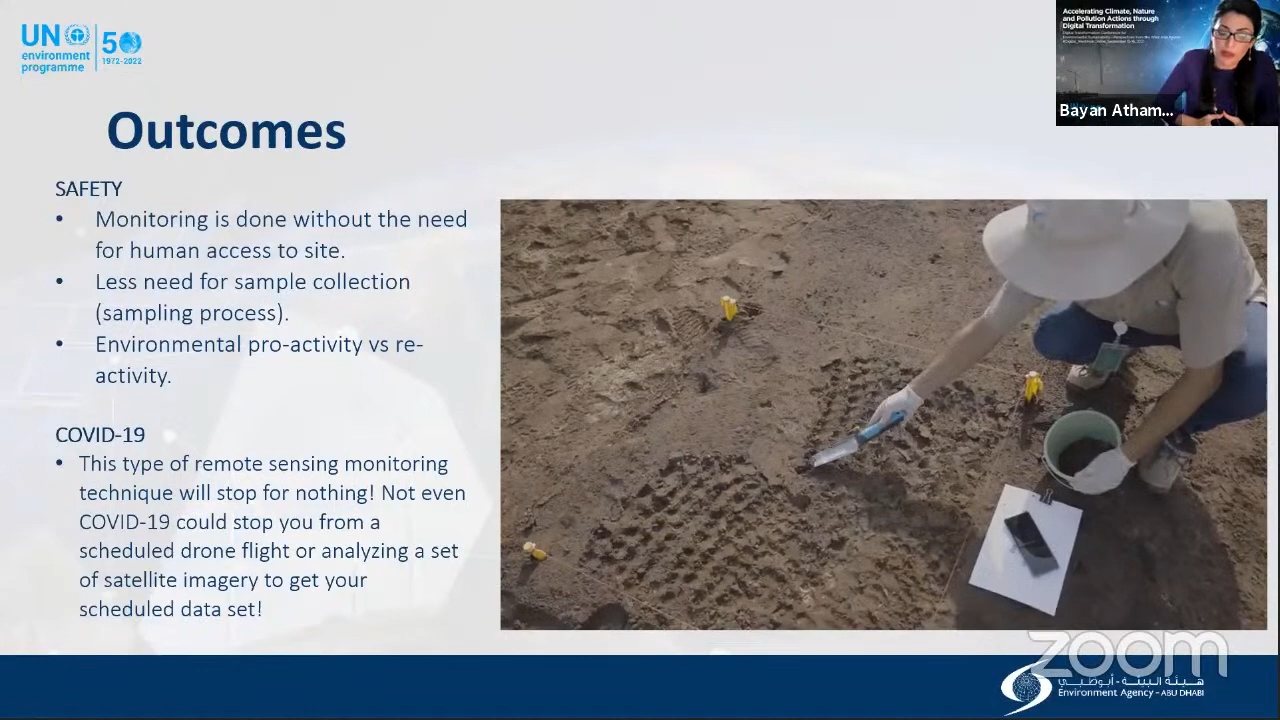 UN
environment
programme
50
1972-2022
Accelerating Climate, Nature
and Pollution Actions through
Digital Transformation
Bayan Atham...
Outcomes
SAFETY
• Monitoring is done without the need
for human access to site.
• Less need for sample collection
(sampling process).
• Environmental pro-activity vs re-
activity.
COVID-19
• This type of remote sensing monitoring
technique will stop for nothing! Not even
COVID-19 could stop you from a
scheduled drone flight or analyzing a set
of satellite imagery to get your
scheduled data set!
zoom
هيئة البيئة - أبوظبي
Environment Agency - ABU DHABI